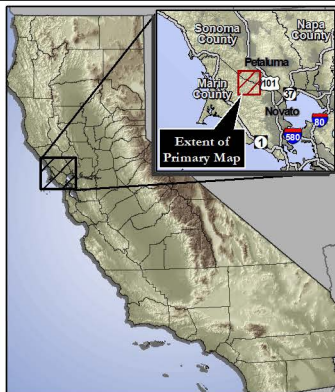 Sonoma
County
Napa
County
Petaluma
101
37
Marin
County
Novato
80
Extent of
Primary Map
1
580